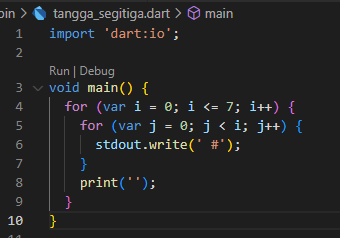 bin > tangga_segitiga.dart > main
1 import 'dart:io';
2
Run | Debug
3 void main() {
4   for (var i = 0; i <= 7; i++) {
5     for (var j = 0; j < i; j++) {
6       stdout.write(' #');
7     }
8     print('');
9   }
10 }